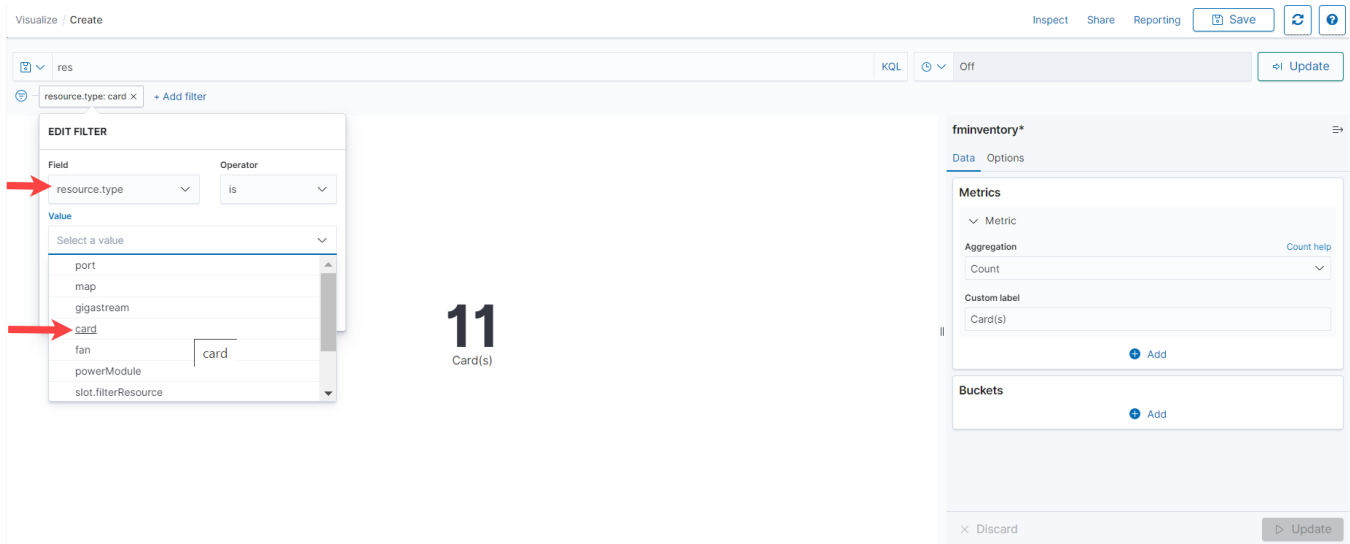 Visualize / Create
Inspect Share Reporting Save
res KQL Off Update
resource.type: card × + Add filter
EDIT FILTER
Field Operator
resource.type is
Value
Select a value
port
map
gigastream
card
fan
card
powerModule
slot.filterResource
11
Card(s)
fminventory*
Data Options
Metrics
Metric
Aggregation Count help
Count
Custom label
Card(s)
Add
Buckets
Add
× Discard Update